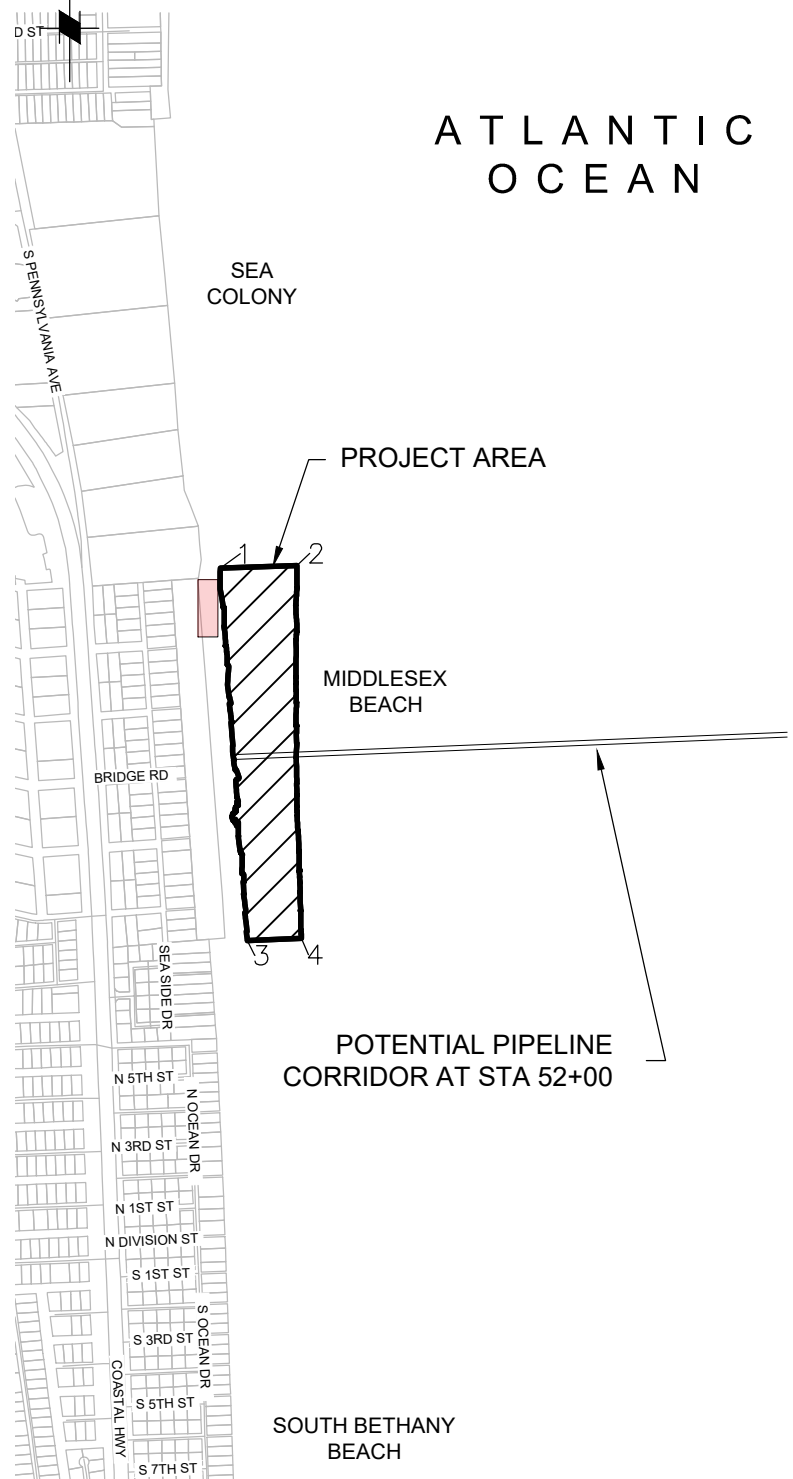 D ST
A T L A N T I C
O C E A N
SEA
COLONY
S PENNSYLVANIA AVE
PROJECT AREA
1
2
MIDDLESEX
BEACH
BRIDGE RD
3
4
SEA SIDE DR
POTENTIAL PIPELINE
CORRIDOR AT STA 52+00
N 5TH ST
N OCEAN DR
N 3RD ST
N 1ST ST
N DIVISION ST
S 1ST ST
S OCEAN DR
S 3RD ST
COASTAL HWY
S 5TH ST
SOUTH BETHANY
BEACH
S 7TH ST